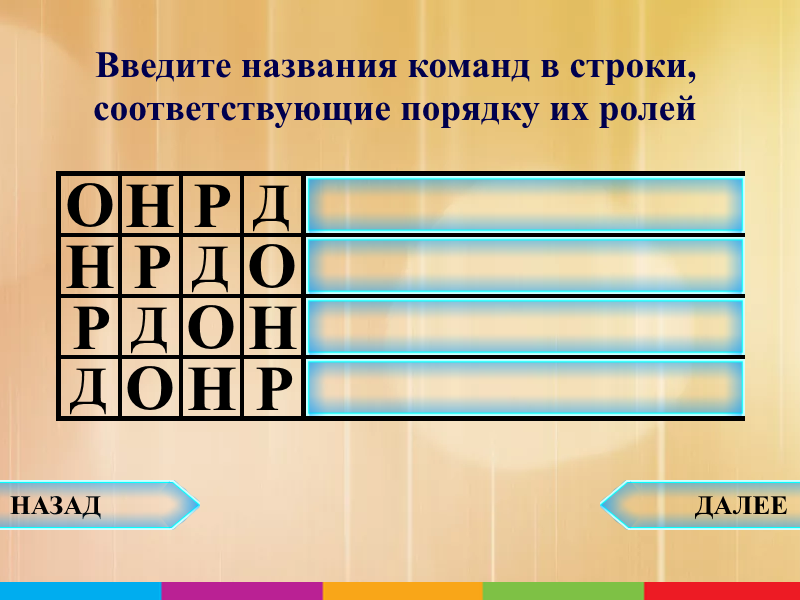 Введите названия команд в строки,
соответствующие порядку их ролей
О Н Р Д
Н Р Д О
Р Д О Н
Д О Н Р
НАЗАД
ДАЛЕЕ